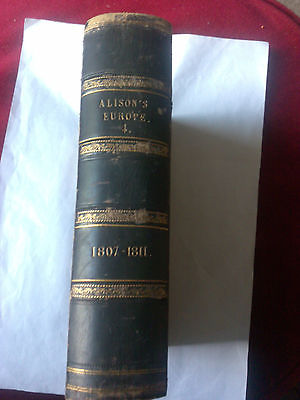 ALISON'S
EUROPE.
4.
1807-1811.